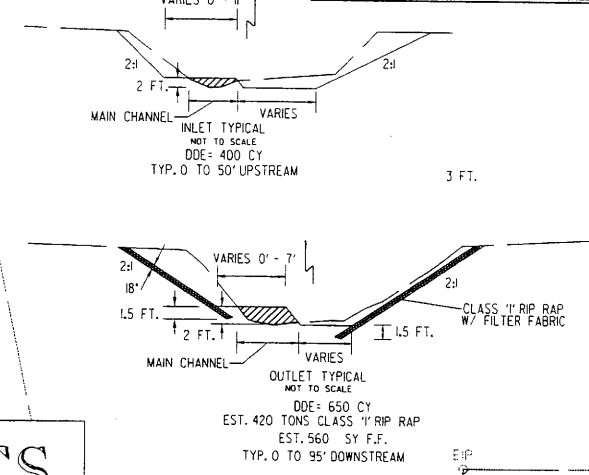 2:1
2:1
2 FT.
MAIN CHANNEL
VARIES
INLET TYPICAL
NOT TO SCALE
DDE= 400 CY
TYP. 0 TO 50' UPSTREAM
3 FT.
VARIES 0' - 7'
2:1
2:1
18"
1.5 FT.
CLASS 'I' RIP RAP
W/ FILTER FABRIC
2 FT.
1.5 FT.
MAIN CHANNEL
VARIES
OUTLET TYPICAL
NOT TO SCALE
DDE= 650 CY
EST. 420 TONS CLASS 'I' RIP RAP
EST. 560 SY F.F.
TYP. 0 TO 95' DOWNSTREAM
EIP